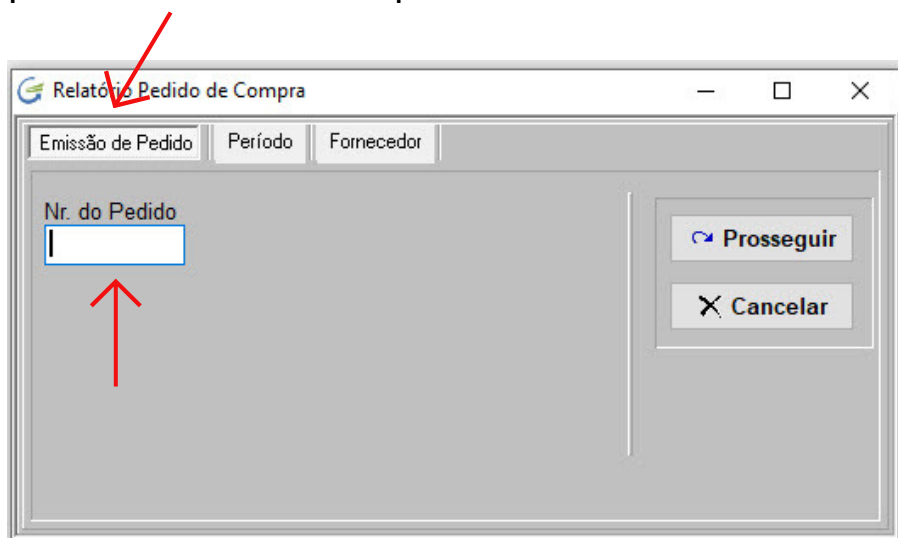 Relatório Pedido de Compra
Emissão de Pedido Período Fornecedor
Nr. do Pedido
Prosseguir
Cancelar